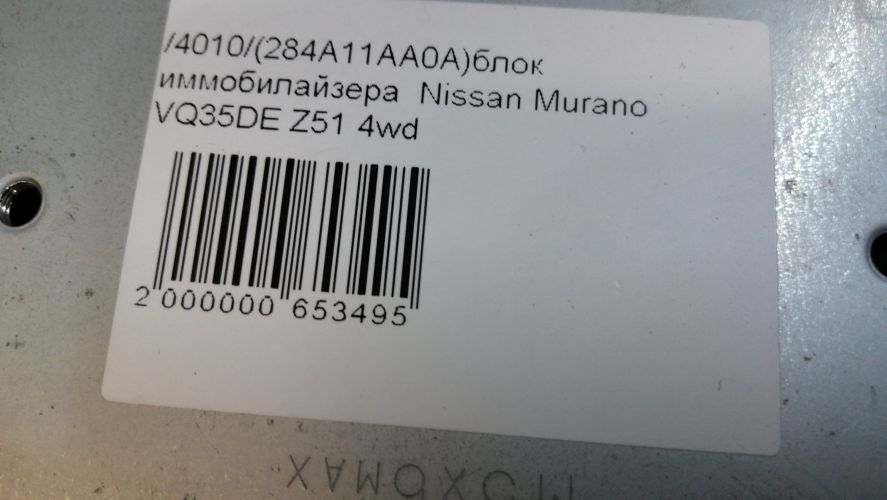 /4010/(284A11AA0A)блок
иммобилайзера Nissan Murano
VQ35DE Z51 4wd
2 000000 653495